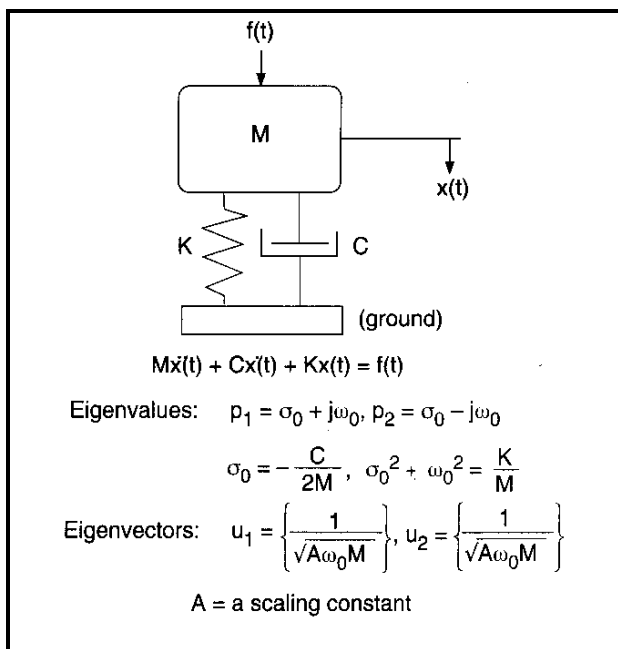 f(t)
M
x(t)
K
C
(ground)
Mẍ(t) + Cẋ(t) + Kx(t) = f(t)
Eigenvalues: p₁ = σ₀ + jω₀, p₂ = σ₀ – jω₀
σ₀ = – C/2M, σ₀² + ω₀² = K/M
Eigenvectors: u₁ = {1/√Aω₀M}, u₂ = {1/√Aω₀M}
A = a scaling constant